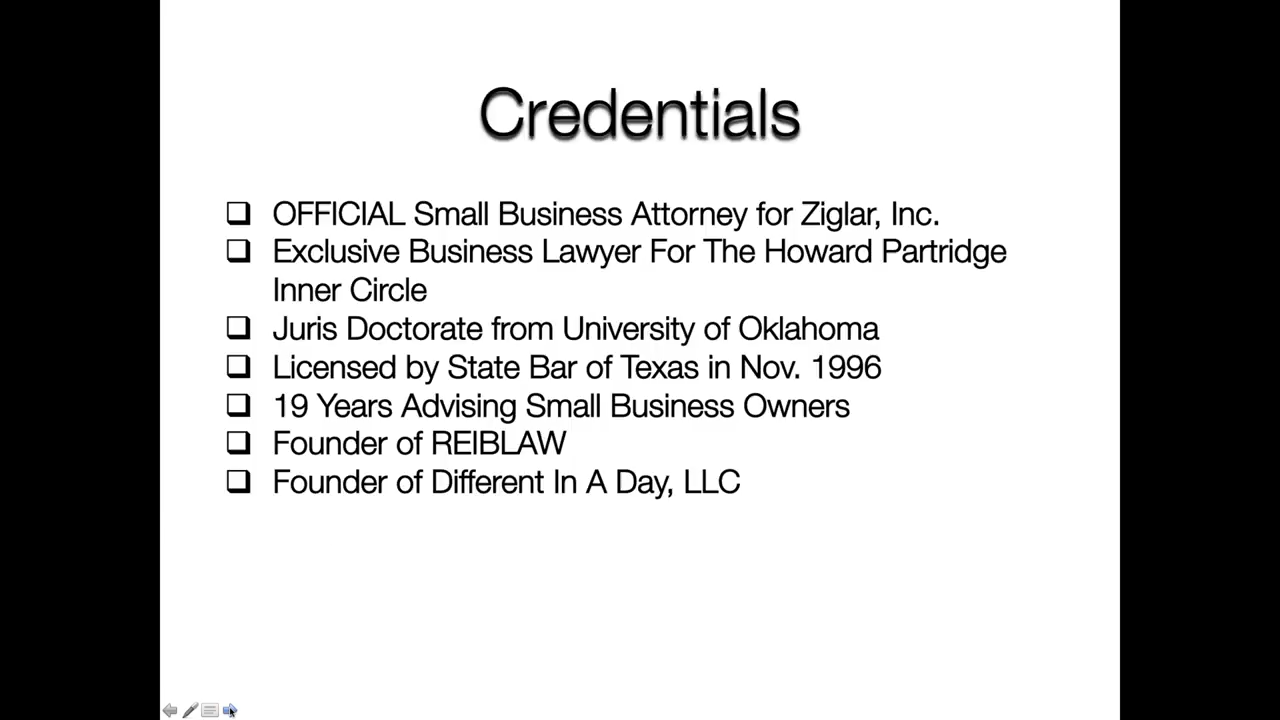 Credentials
OFFICIAL Small Business Attorney for Ziglar, Inc.
Exclusive Business Lawyer For The Howard Partridge
Inner Circle
Juris Doctorate from University of Oklahoma
Licensed by State Bar of Texas in Nov. 1996
19 Years Advising Small Business Owners
Founder of REIBLAW
Founder of Different In A Day, LLC